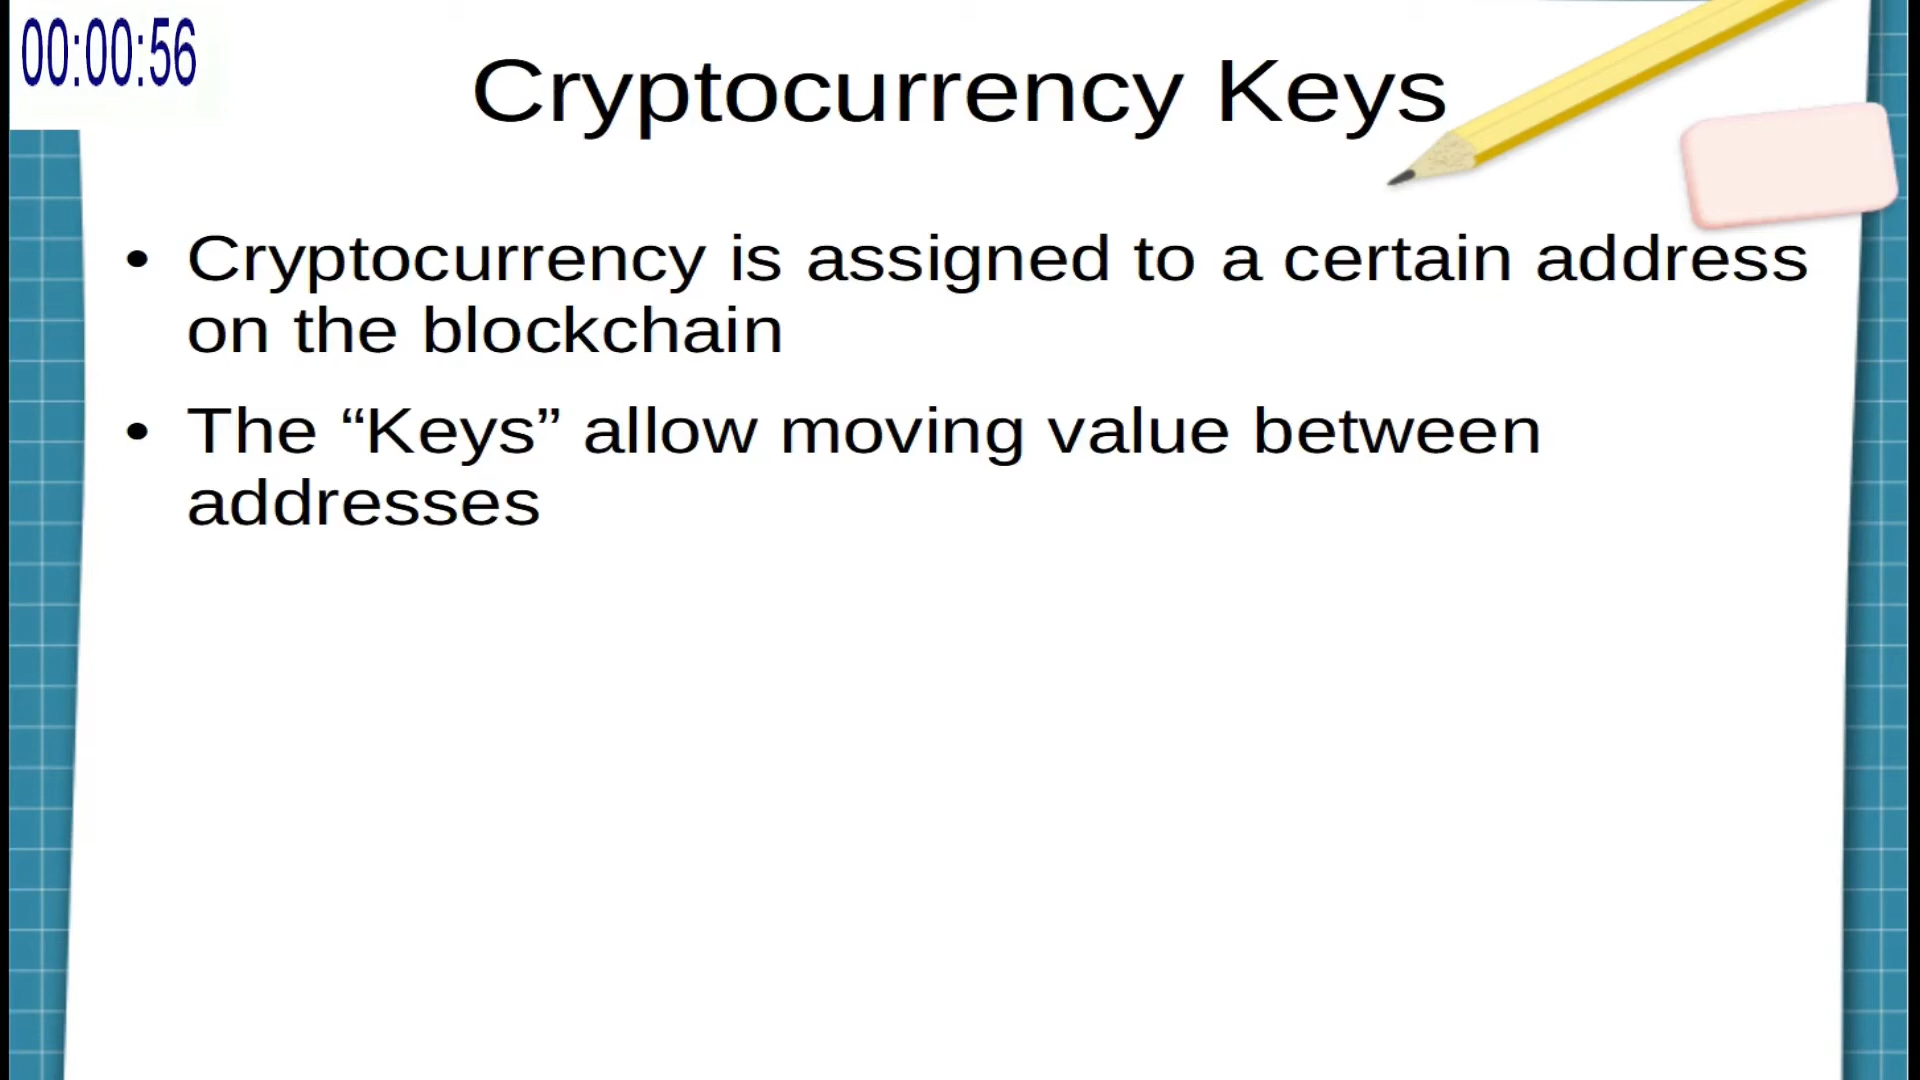 00:00:56
Cryptocurrency Keys
• Cryptocurrency is assigned to a certain address
on the blockchain
• The “Keys” allow moving value between
addresses